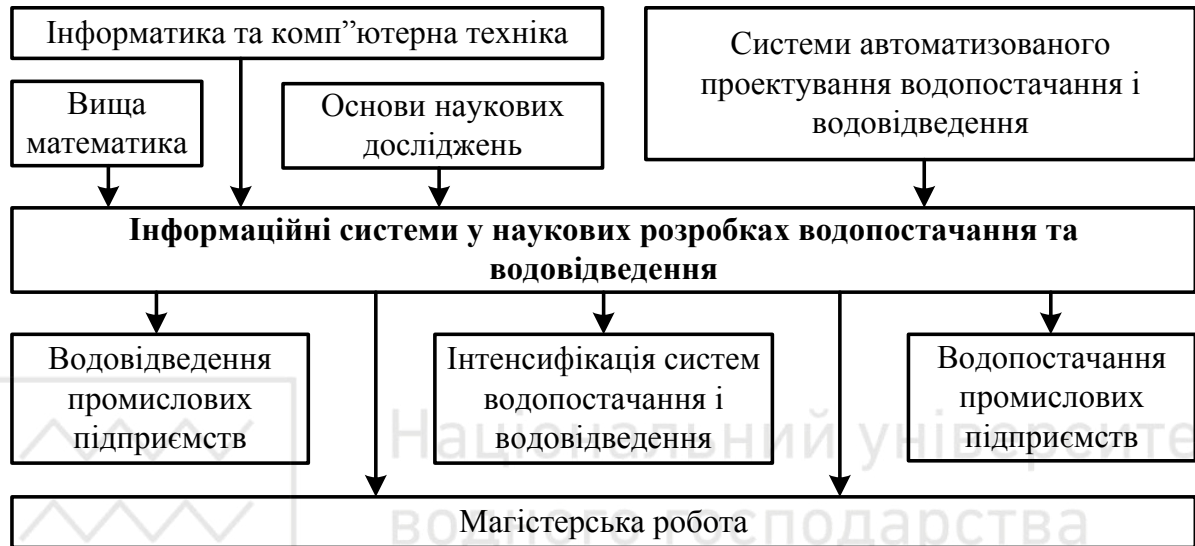 Інформатика та комп”ютерна техніка
Системи автоматизованого
проектування водопостачання і
водовідведення
Вища
математика
Основи наукових
досліджень
Інформаційні системи у наукових розробках водопостачання та
водовідведення
Водовідведення
промислових
підприємств
Інтенсифікація систем
водопостачання і
водовідведення
Водопостачання
промислових
підприємств
Національний університе
Магістерська робота
водного господарства